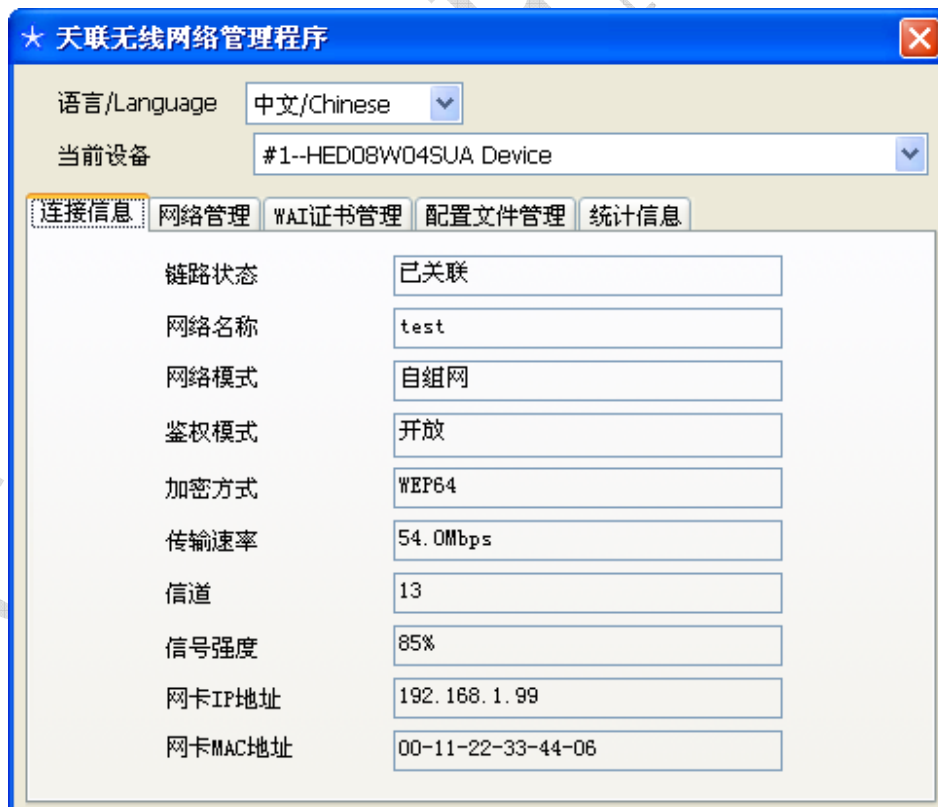 天联无线网络管理程序
语言/Language 中文/Chinese
当前设备 #1--HED08W04SUA Device
连接信息 网络管理 WAI证书管理 配置文件管理 统计信息
链路状态 已关联
网络名称 test
网络模式 自组网
鉴权模式 开放
加密方式 WEP64
传输速率 54.0Mbps
信道 13
信号强度 85%
网卡IP地址 192.168.1.99
网卡MAC地址 00-11-22-33-44-06